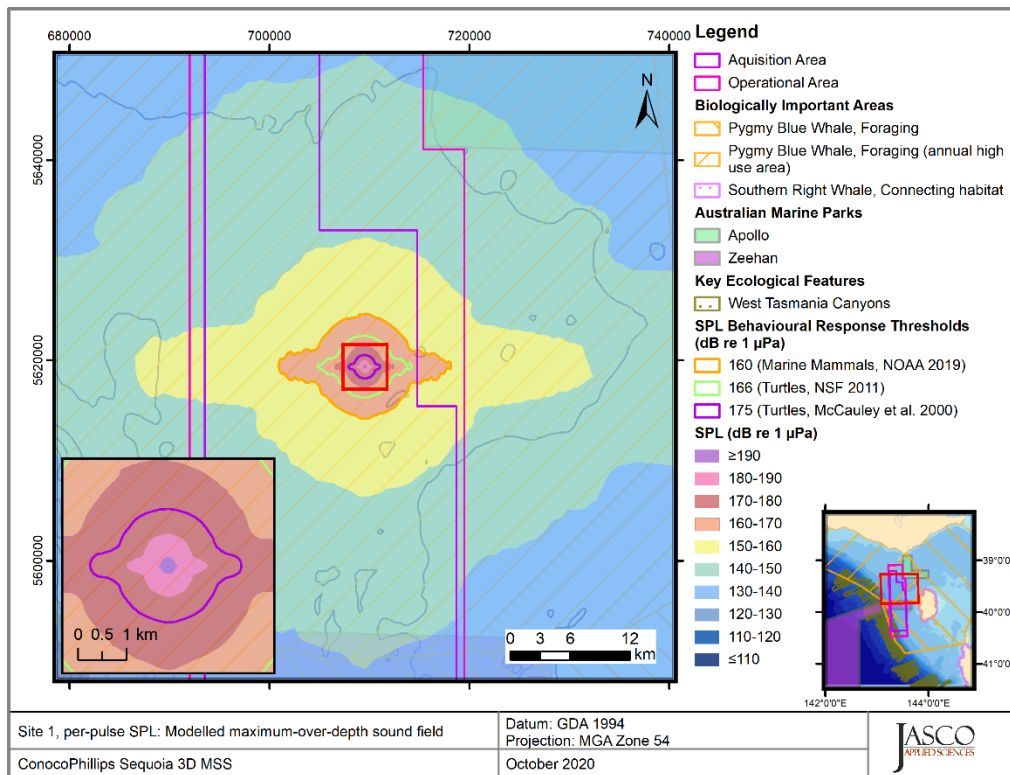 680000 700000 720000 740000
5640000
5620000
5600000
N
0 0.5 1 km
0 3 6 12
km
Legend
Aquisition Area
Operational Area
Biologically Important Areas
Pygmy Blue Whale, Foraging
Pygmy Blue Whale, Foraging (annual high
use area)
Southern Right Whale, Connecting habitat
Australian Marine Parks
Apollo
Zeehan
Key Ecological Features
West Tasmania Canyons
SPL Behavioural Response Thresholds
(dB re 1 µPa)
160 (Marine Mammals, NOAA 2019)
166 (Turtles, NSF 2011)
175 (Turtles, McCauley et al. 2000)
SPL (dB re 1 µPa)
≥190
180-190
170-180
160-170
150-160
140-150
130-140
120-130
110-120
≤110
39°0'0"
40°0'0"
41°0'0"
142°0'0"E 144°0'0"E
Site 1, per-pulse SPL: Modelled maximum-over-depth sound field
Datum: GDA 1994
Projection: MGA Zone 54
ConocoPhillips Sequoia 3D MSS
October 2020
JASCO
APPLIED SCIENCES